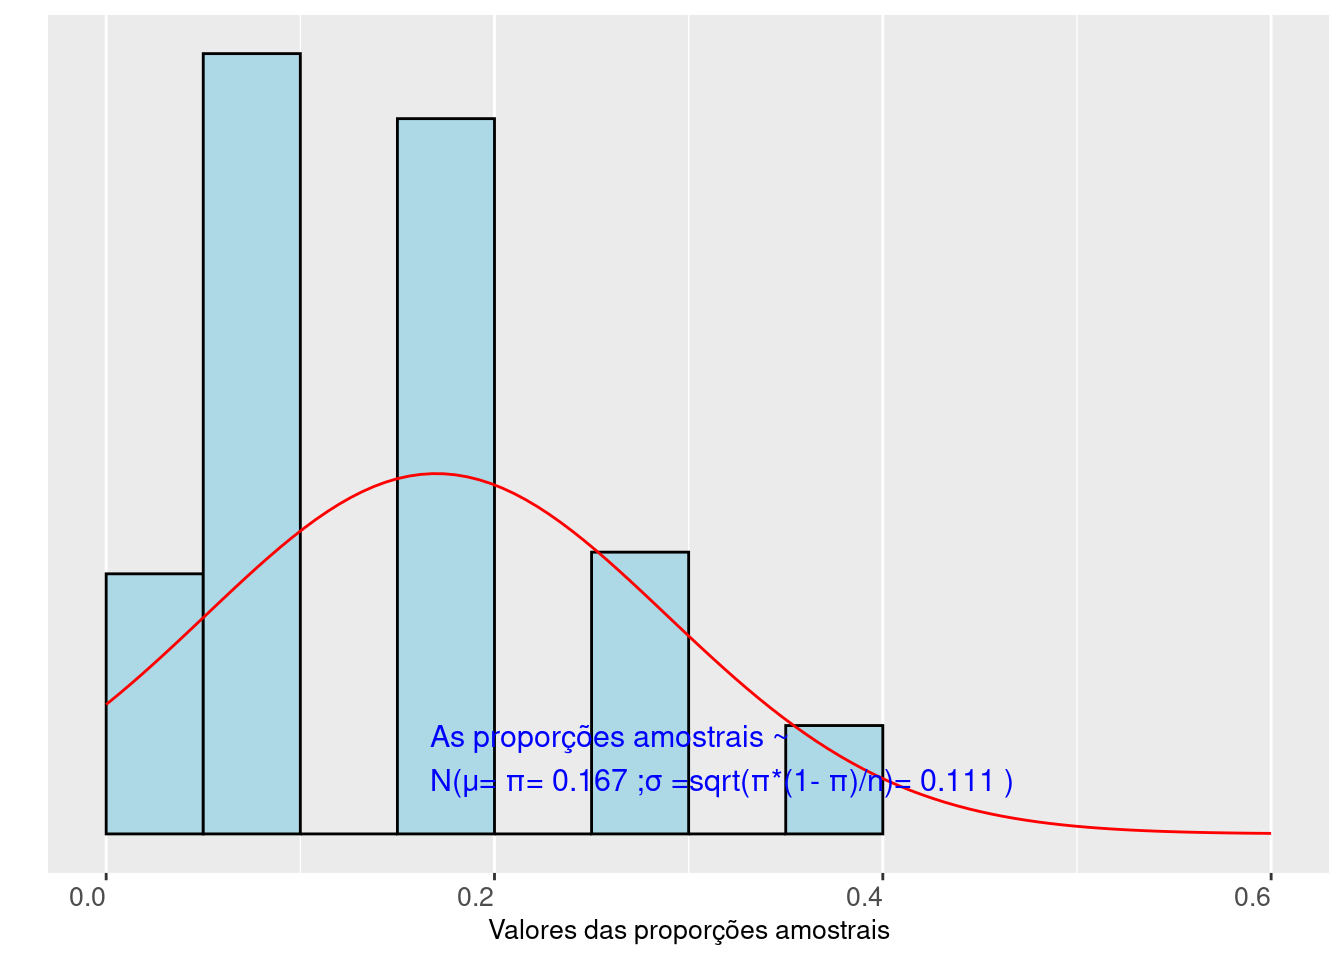 As proporções amostrais ~
N(μ= π= 0.167 ;σ =sqrt(π*(1- π)/n)= 0.111 )
0.0 0.2 0.4 0.6
Valores das proporções amostrais